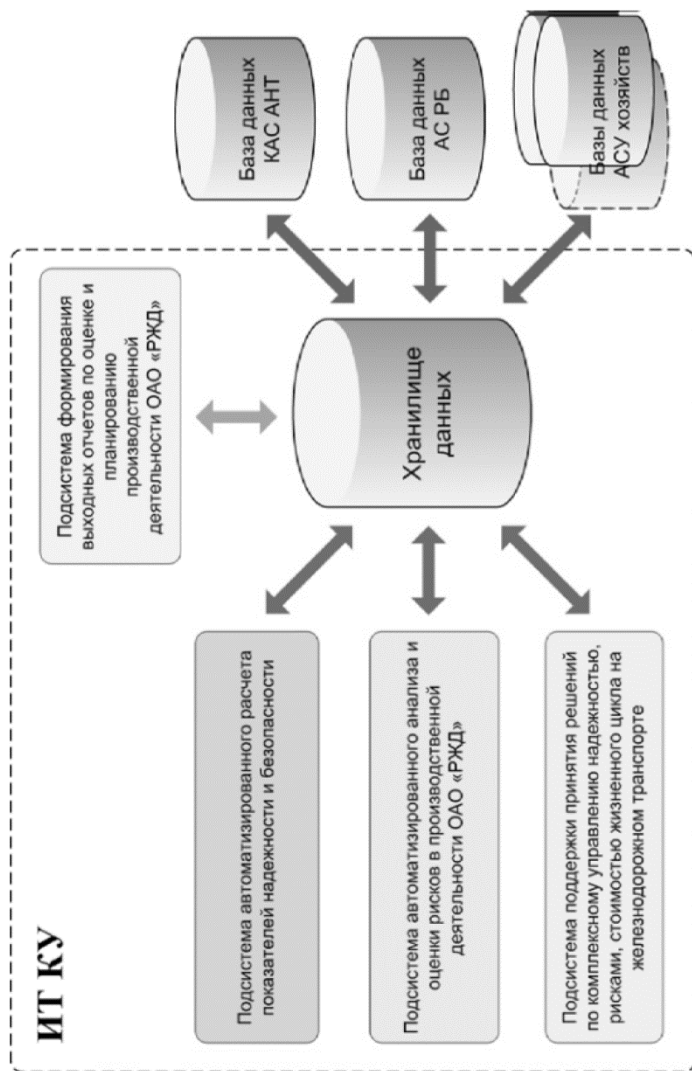 ИТ КУ
Подсистема формирования
выходных отчетов по оценке и
планированию
производственной
деятельности ОАО «РЖД»
Подсистема автоматизированного расчета
показателей надежности и безопасности
Подсистема автоматизированного анализа и
оценки рисков в производственной
деятельности ОАО «РЖД»
Подсистема поддержки принятия решений
по комплексному управлению надежностью,
рисками, стоимостью жизненного цикла на
железнодорожном транспорте
Хранилище
данных
База данных
КАС АНТ
База данных
АС РБ
Базы данных
АСУ хозяйств